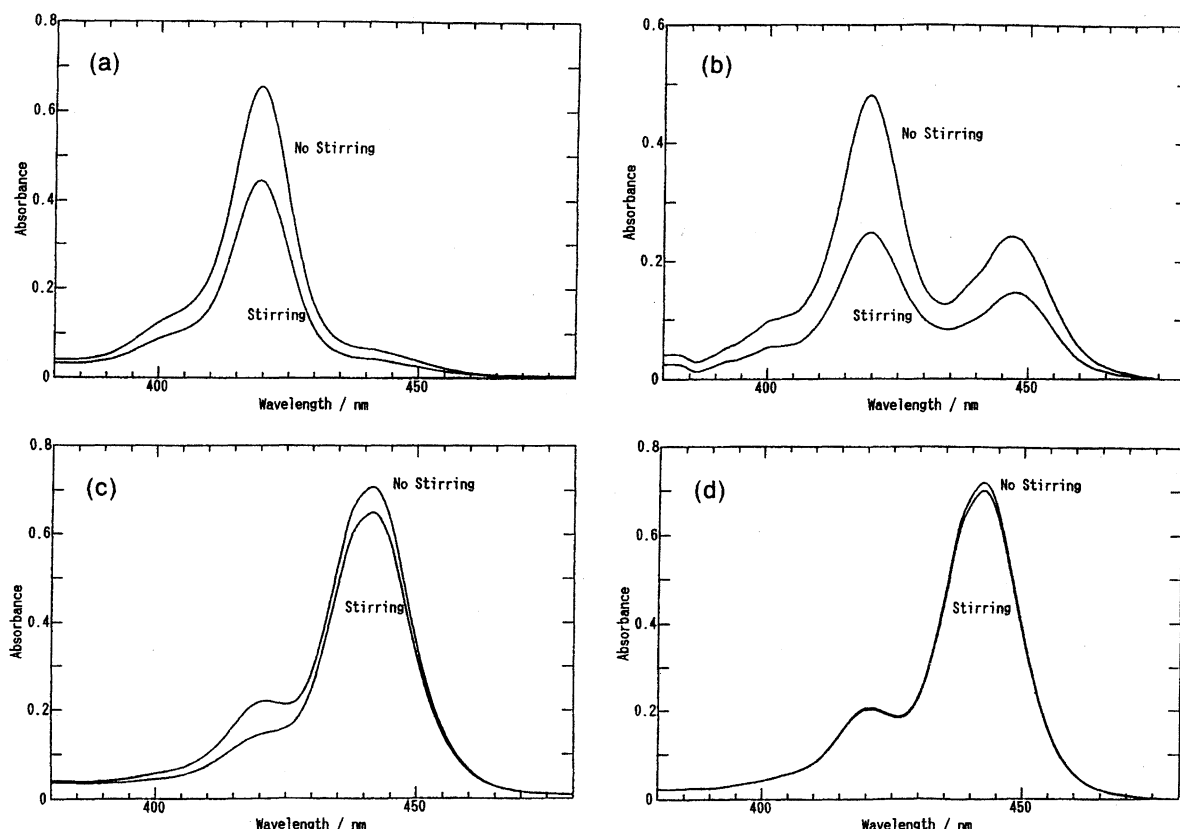 (a)
0.8
0.6
0.4
0.2
0
Absorbance
No Stirring
Stirring
400
450
Wavelength / nm
(b)
0.6
0.4
0.2
0
Absorbance
No Stirring
Stirring
400
450
Wavelength / nm
(c)
0.8
0.6
0.4
0.2
0
Absorbance
No Stirring
Stirring
400
450
Wavelength / nm
(d)
0.8
0.6
0.4
0.2
0
Absorbance
No Stirring
Stirring
400
450
Wavelength / nm